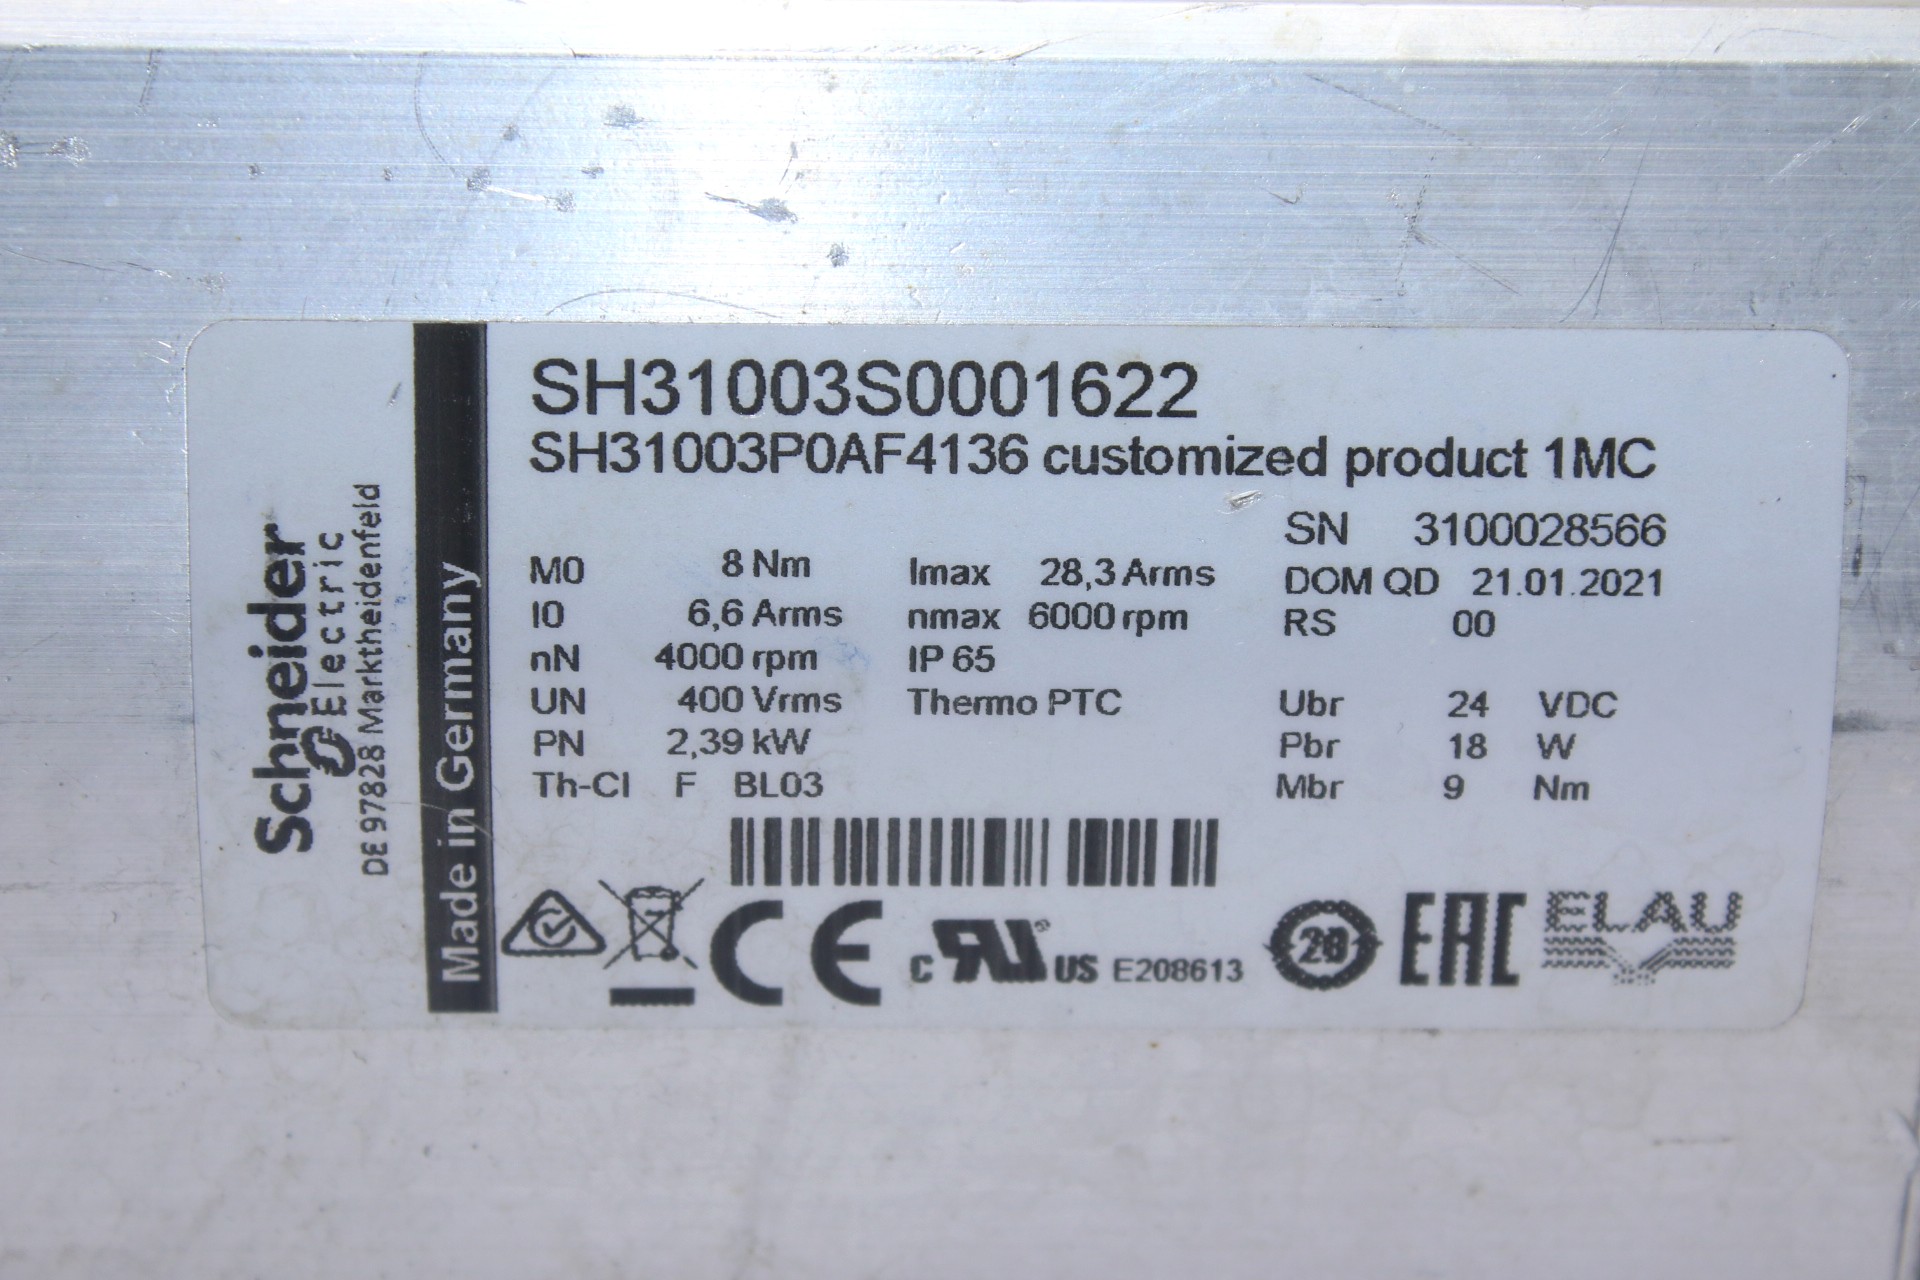 Schneider
Electric
DE 97828 Marktheidenfeld
Made in Germany
SH31003S0001622
SH31003P0AF4136 customized product 1MC
SN 3100028566
M0 8 Nm Imax 28,3 Arms DOM QD 21.01.2021
I0 6,6 Arms nmax 6000 rpm RS 00
nN 4000 rpm IP 65
UN 400 Vrms Thermo PTC Ubr 24 VDC
PN 2,39 kW Pbr 18 W
Th-Cl F BL03 Mbr 9 Nm
CE c RU US E208613 20 EAC ELAU